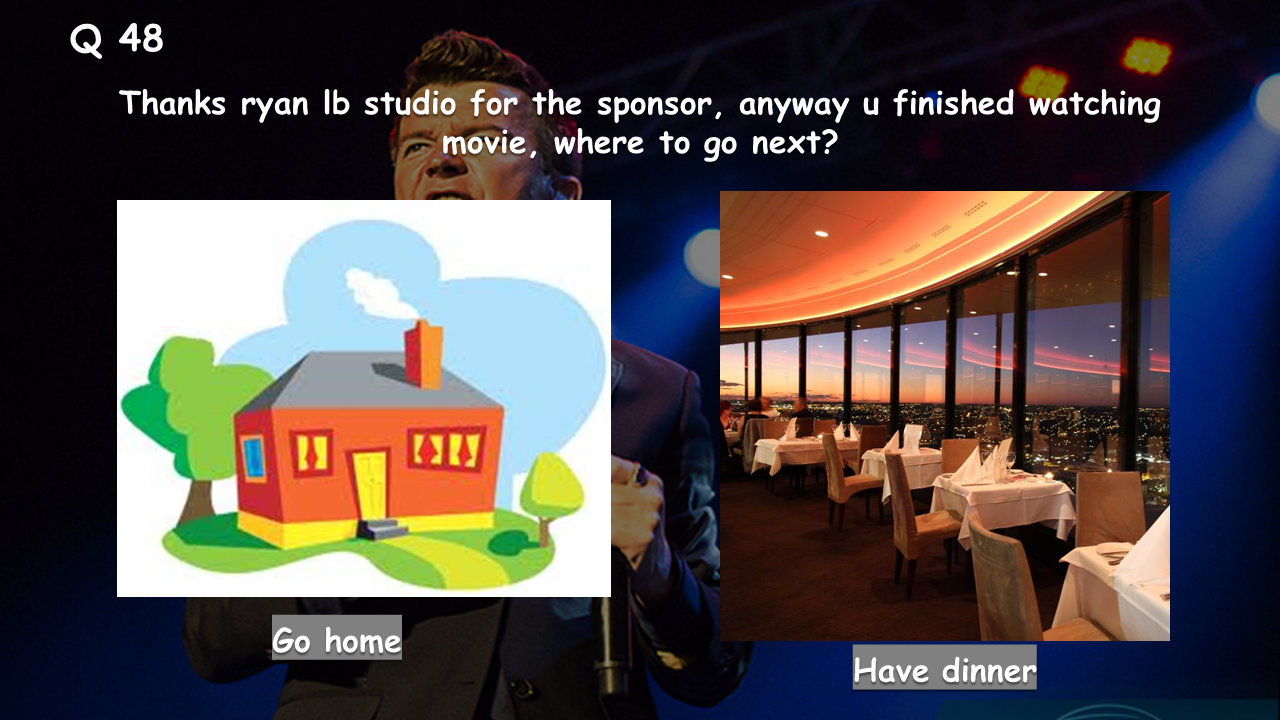 Q 48
Thanks ryan lb studio for the sponsor, anyway u finished watching
movie, where to go next?
Go home
Have dinner